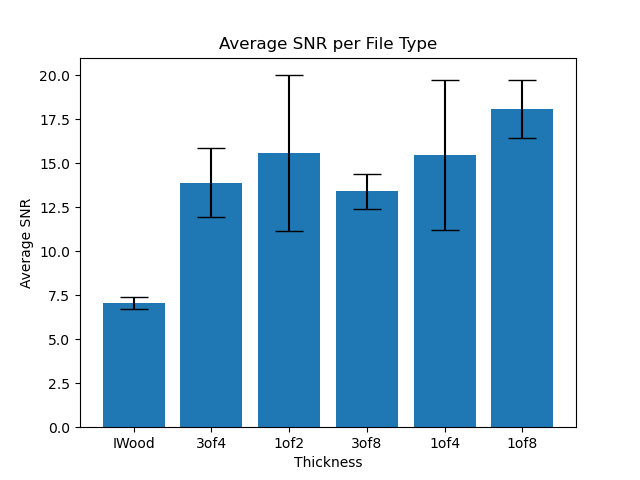 Average SNR per File Type
20.0
17.5
15.0
12.5
10.0
7.5
5.0
2.5
0.0
Average SNR
IWood 3of4 1of2 3of8 1of4 1of8
Thickness